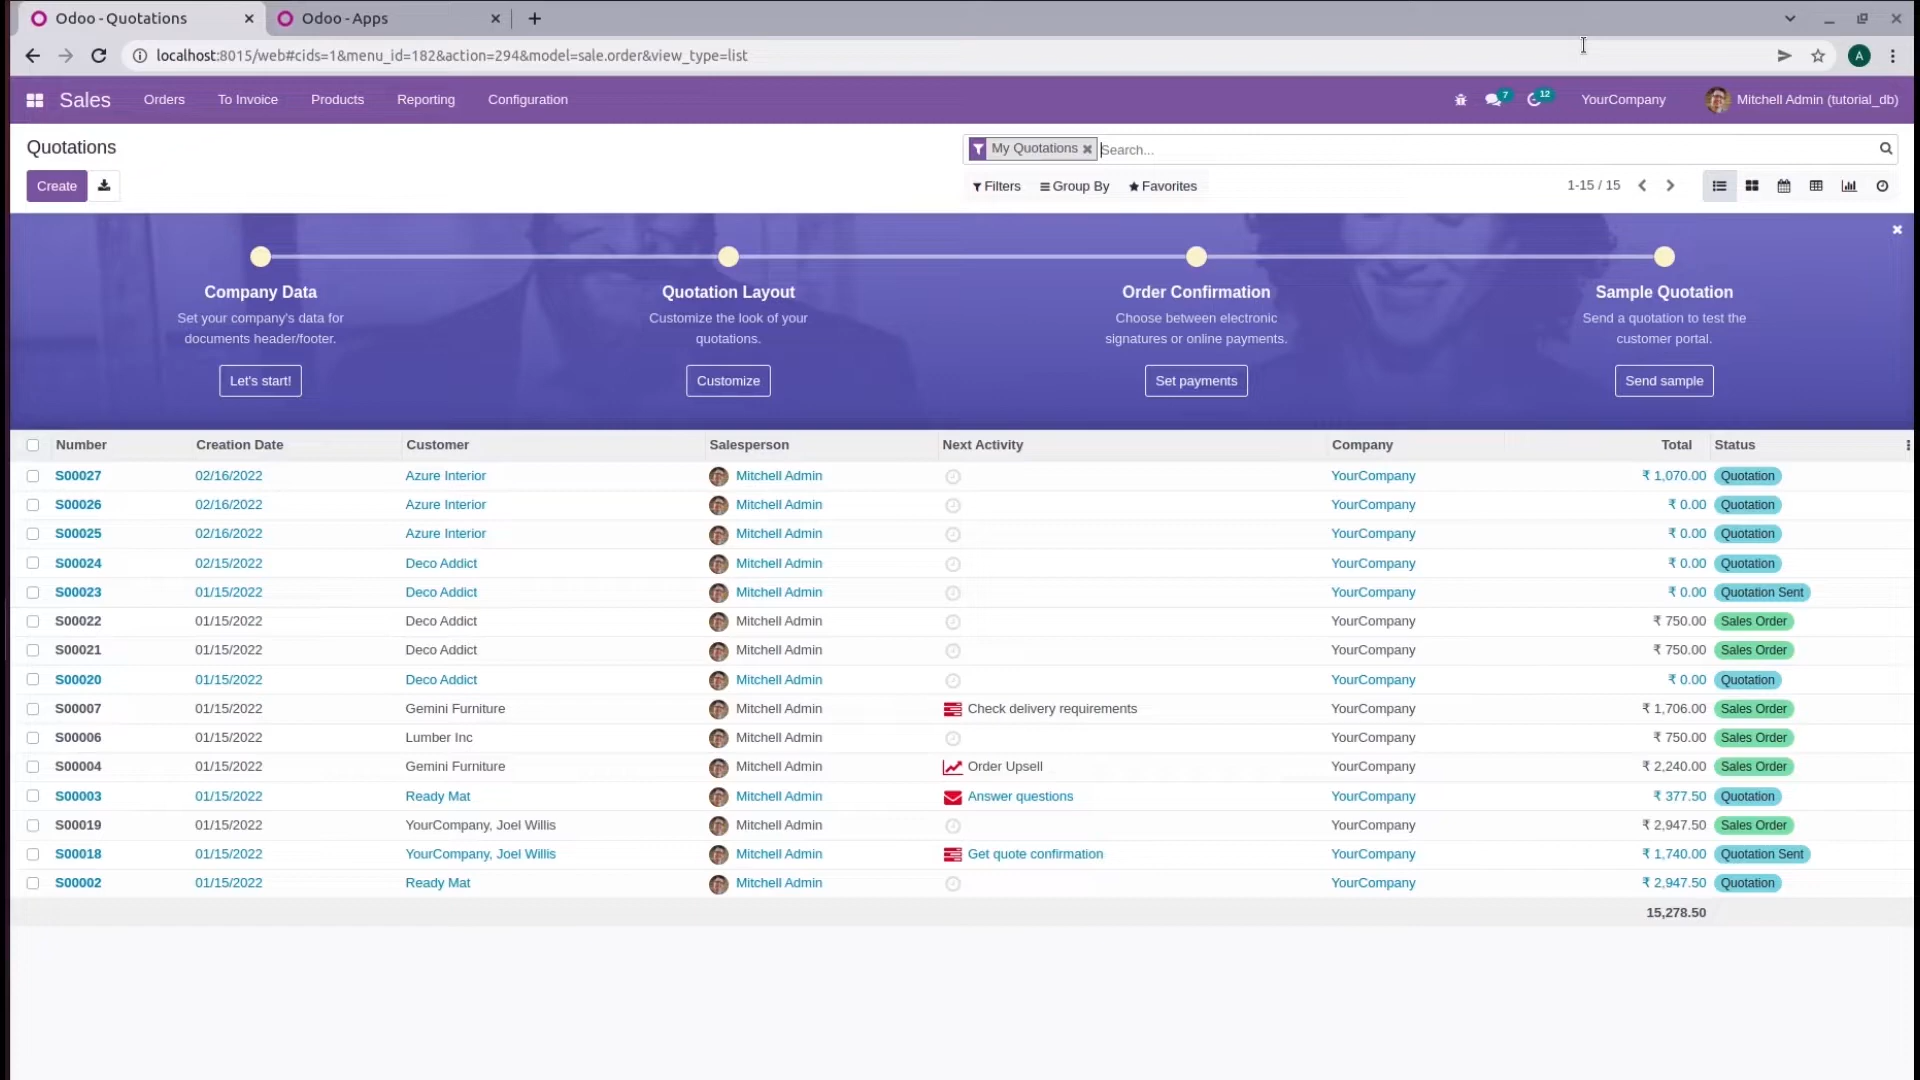 Odoo - Quotations
Odoo - Apps
localhost:8015/web#cids=1&menu_id=182&action=294&model=sale.order&view_type=list
A
Sales Orders To Invoice Products Reporting Configuration
7 12 YourCompany Mitchell Admin (tutorial_db)
Quotations
My Quotations Search...
Create
Filters Group By Favorites
1-15 / 15
Company Data
Set your company's data for
documents header/footer.
Let's start!
Quotation Layout
Customize the look of your
quotations.
Customize
Order Confirmation
Choose between electronic
signatures or online payments.
Set payments
Sample Quotation
Send a quotation to test the
customer portal.
Send sample
Number Creation Date Customer Salesperson Next Activity Company Total Status
S00027 02/16/2022 Azure Interior Mitchell Admin YourCompany ₹ 1,070.00 Quotation
S00026 02/16/2022 Azure Interior Mitchell Admin YourCompany ₹ 0.00 Quotation
S00025 02/16/2022 Azure Interior Mitchell Admin YourCompany ₹ 0.00 Quotation
S00024 02/15/2022 Deco Addict Mitchell Admin YourCompany ₹ 0.00 Quotation
S00023 01/15/2022 Deco Addict Mitchell Admin YourCompany ₹ 0.00 Quotation Sent
S00022 01/15/2022 Deco Addict Mitchell Admin YourCompany ₹ 750.00 Sales Order
S00021 01/15/2022 Deco Addict Mitchell Admin YourCompany ₹ 750.00 Sales Order
S00020 01/15/2022 Deco Addict Mitchell Admin YourCompany ₹ 0.00 Quotation
S00007 01/15/2022 Gemini Furniture Mitchell Admin Check delivery requirements YourCompany ₹ 1,706.00 Sales Order
S00006 01/15/2022 Lumber Inc Mitchell Admin YourCompany ₹ 750.00 Sales Order
S00004 01/15/2022 Gemini Furniture Mitchell Admin Order Upsell YourCompany ₹ 2,240.00 Sales Order
S00003 01/15/2022 Ready Mat Mitchell Admin Answer questions YourCompany ₹ 377.50 Quotation
S00019 01/15/2022 YourCompany, Joel Willis Mitchell Admin YourCompany ₹ 2,947.50 Sales Order
S00018 01/15/2022 YourCompany, Joel Willis Mitchell Admin Get quote confirmation YourCompany ₹ 1,740.00 Quotation Sent
S00002 01/15/2022 Ready Mat Mitchell Admin YourCompany ₹ 2,947.50 Quotation
15,278.50